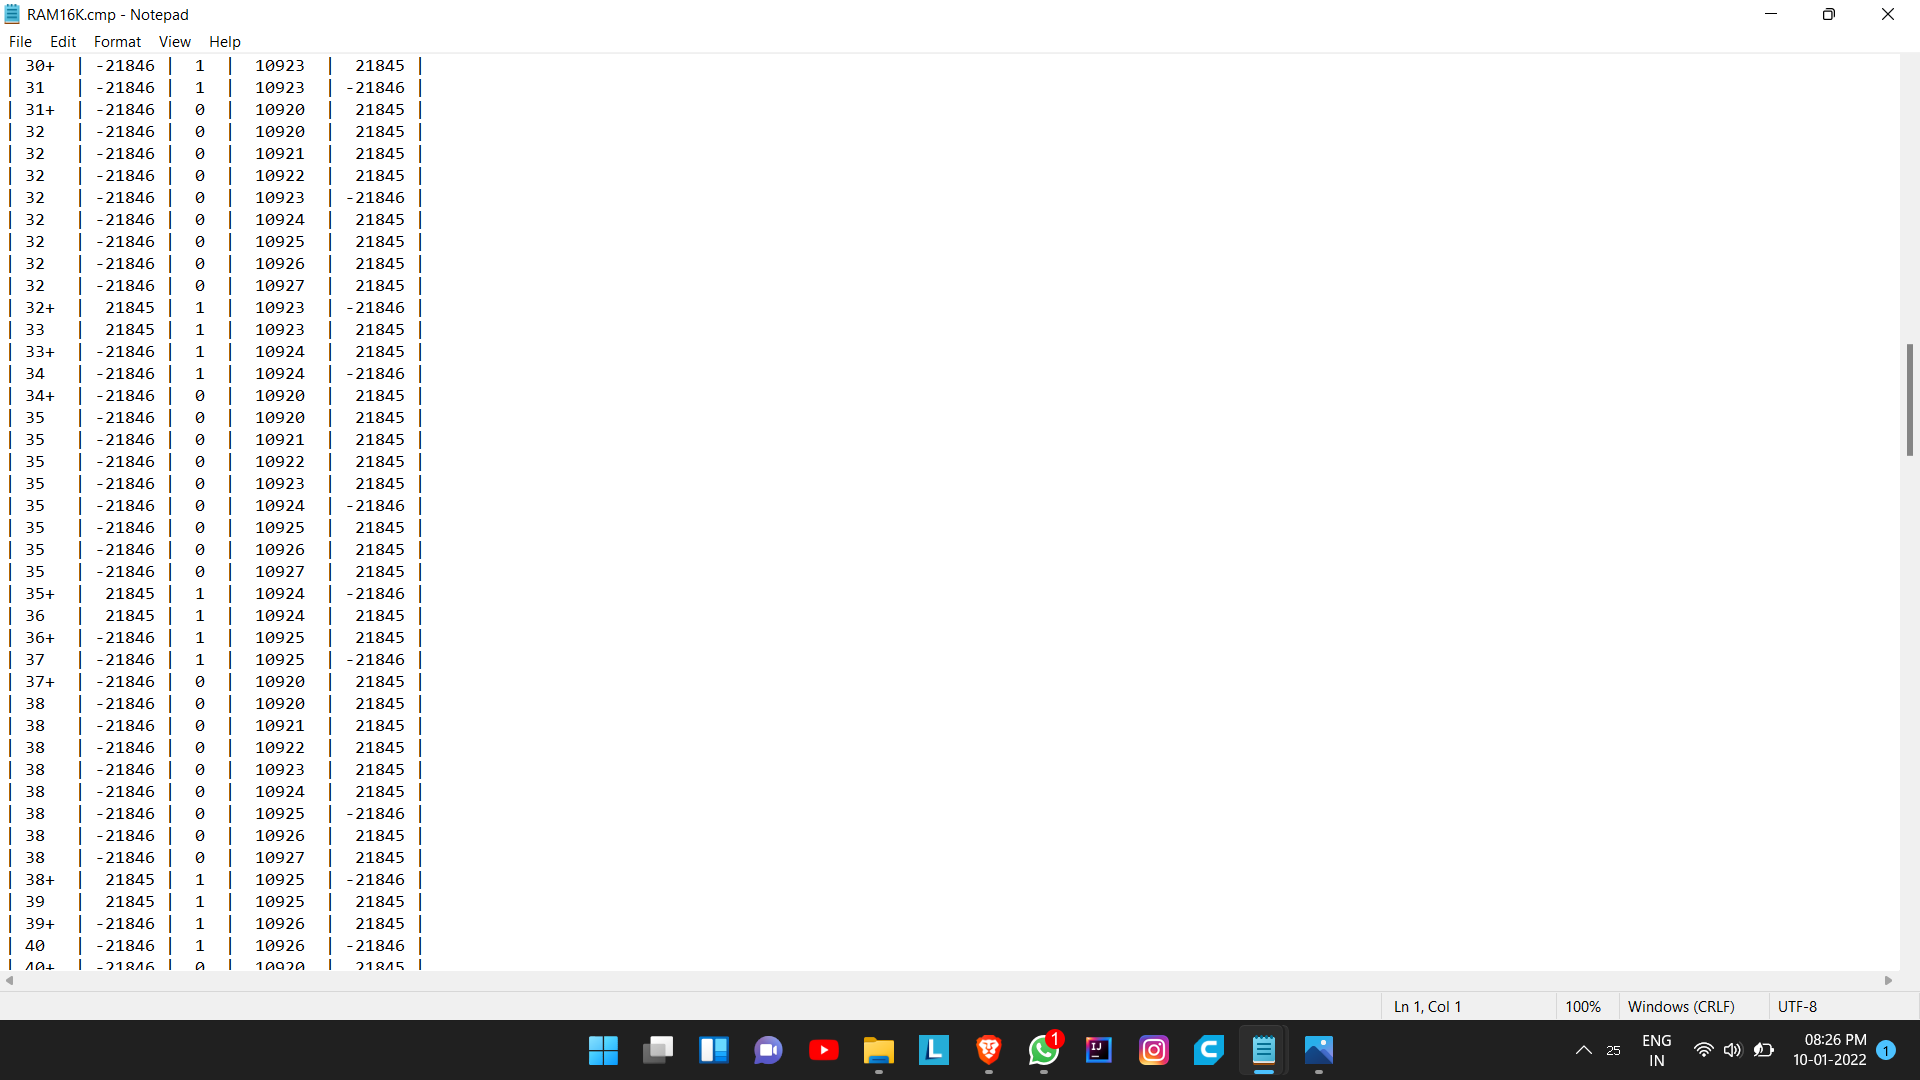 RAM16K.cmp - Notepad
File Edit Format View Help
| 30+ | -21846 | 1 | 10923 | 21845 |
| 31 | -21846 | 1 | 10923 | -21846 |
| 31+ | -21846 | 0 | 10920 | 21845 |
| 32 | -21846 | 0 | 10920 | 21845 |
| 32 | -21846 | 0 | 10921 | 21845 |
| 32 | -21846 | 0 | 10922 | 21845 |
| 32 | -21846 | 0 | 10923 | -21846 |
| 32 | -21846 | 0 | 10924 | 21845 |
| 32 | -21846 | 0 | 10925 | 21845 |
| 32 | -21846 | 0 | 10926 | 21845 |
| 32 | -21846 | 0 | 10927 | 21845 |
| 32+ | 21845 | 1 | 10923 | -21846 |
| 33 | 21845 | 1 | 10923 | 21845 |
| 33+ | -21846 | 1 | 10924 | 21845 |
| 34 | -21846 | 1 | 10924 | -21846 |
| 34+ | -21846 | 0 | 10920 | 21845 |
| 35 | -21846 | 0 | 10920 | 21845 |
| 35 | -21846 | 0 | 10921 | 21845 |
| 35 | -21846 | 0 | 10922 | 21845 |
| 35 | -21846 | 0 | 10923 | 21845 |
| 35 | -21846 | 0 | 10924 | -21846 |
| 35 | -21846 | 0 | 10925 | 21845 |
| 35 | -21846 | 0 | 10926 | 21845 |
| 35 | -21846 | 0 | 10927 | 21845 |
| 35+ | 21845 | 1 | 10924 | -21846 |
| 36 | 21845 | 1 | 10924 | 21845 |
| 36+ | -21846 | 1 | 10925 | 21845 |
| 37 | -21846 | 1 | 10925 | -21846 |
| 37+ | -21846 | 0 | 10920 | 21845 |
| 38 | -21846 | 0 | 10920 | 21845 |
| 38 | -21846 | 0 | 10921 | 21845 |
| 38 | -21846 | 0 | 10922 | 21845 |
| 38 | -21846 | 0 | 10923 | 21845 |
| 38 | -21846 | 0 | 10924 | 21845 |
| 38 | -21846 | 0 | 10925 | -21846 |
| 38 | -21846 | 0 | 10926 | 21845 |
| 38 | -21846 | 0 | 10927 | 21845 |
| 38+ | 21845 | 1 | 10925 | -21846 |
| 39 | 21845 | 1 | 10925 | 21845 |
| 39+ | -21846 | 1 | 10926 | 21845 |
| 40 | -21846 | 1 | 10926 | -21846 |
| 40+ | -21846 | 0 | 10920 | 21845 |
Ln 1, Col 1 100% Windows (CRLF) UTF-8
L 1 IJ 25 ENG IN 08:26 PM 10-01-2022 1